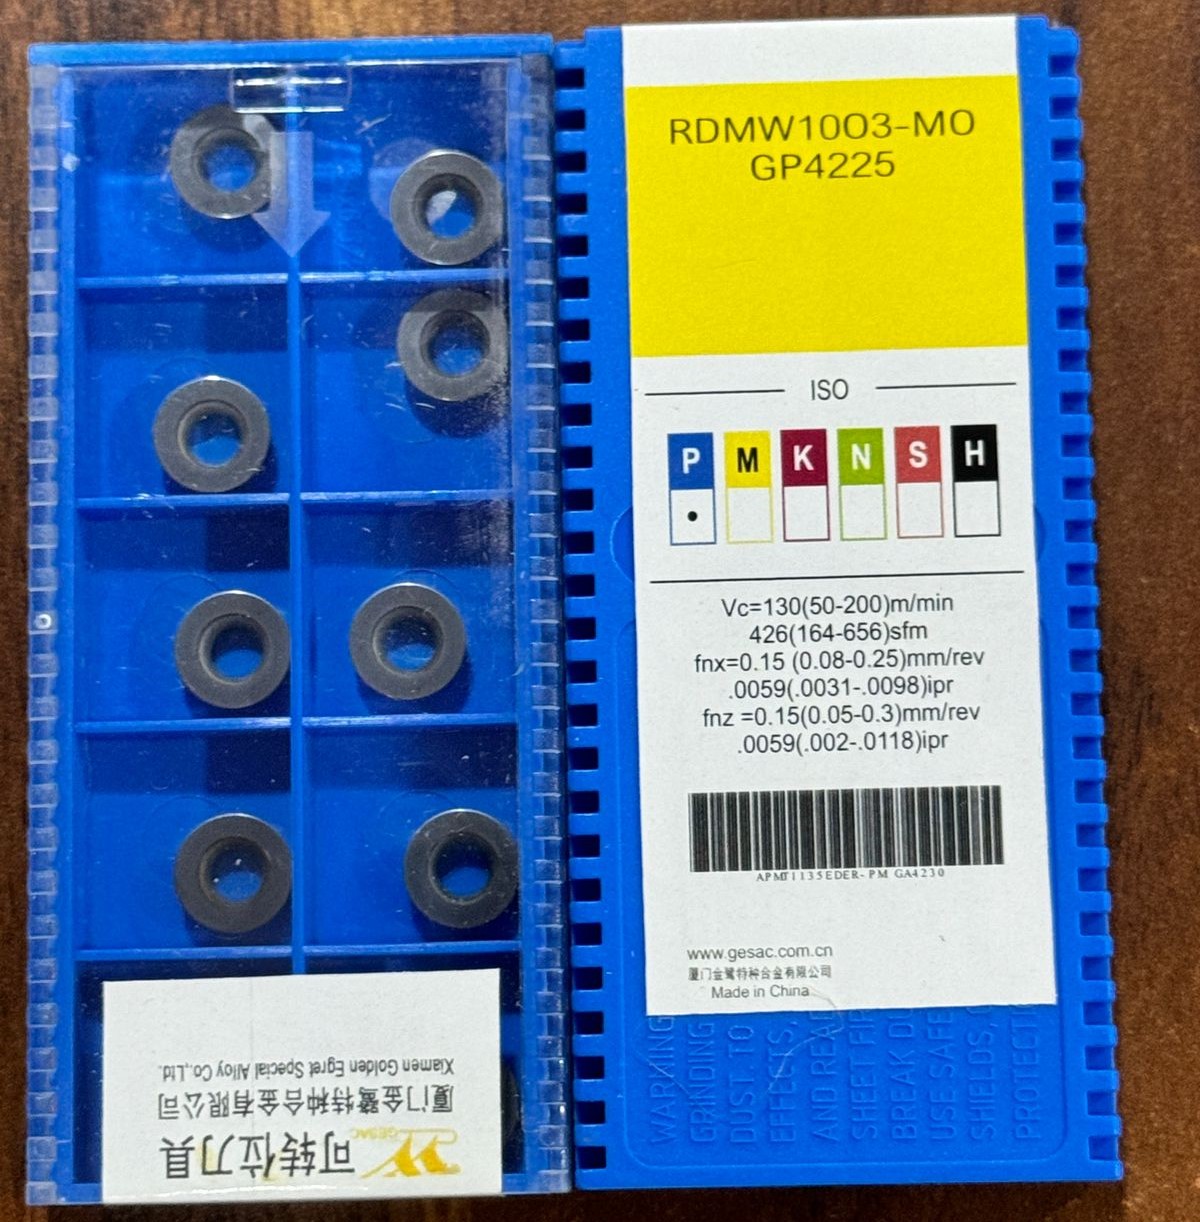 RDMW10O3-MO
GP4225
ISO
P M K N S H
Vc=130(50-200)m/min
426(164-656)sfm
fnx=0.15 (0.08-0.25)mm/rev
.0059(.0031-.0098)ipr
fnz =0.15(0.05-0.3)mm/rev
.0059(.002-.0118)ipr
APMT1135EDER-PM GA4230
www.gesac.com.cn
厦门金鹭特种合金有限公司
Made in China
WARNING
GRINDING
DUST TO
EFFECTS,
AND READ
SHEET FIR
BREAK DU
USE SAFE
SHIELDS,
PROTECTI
GESAC
可转位刀具
厦门金鹭特种合金有限公司
Xiamen Golden Egret Special Alloy Co.,Ltd.